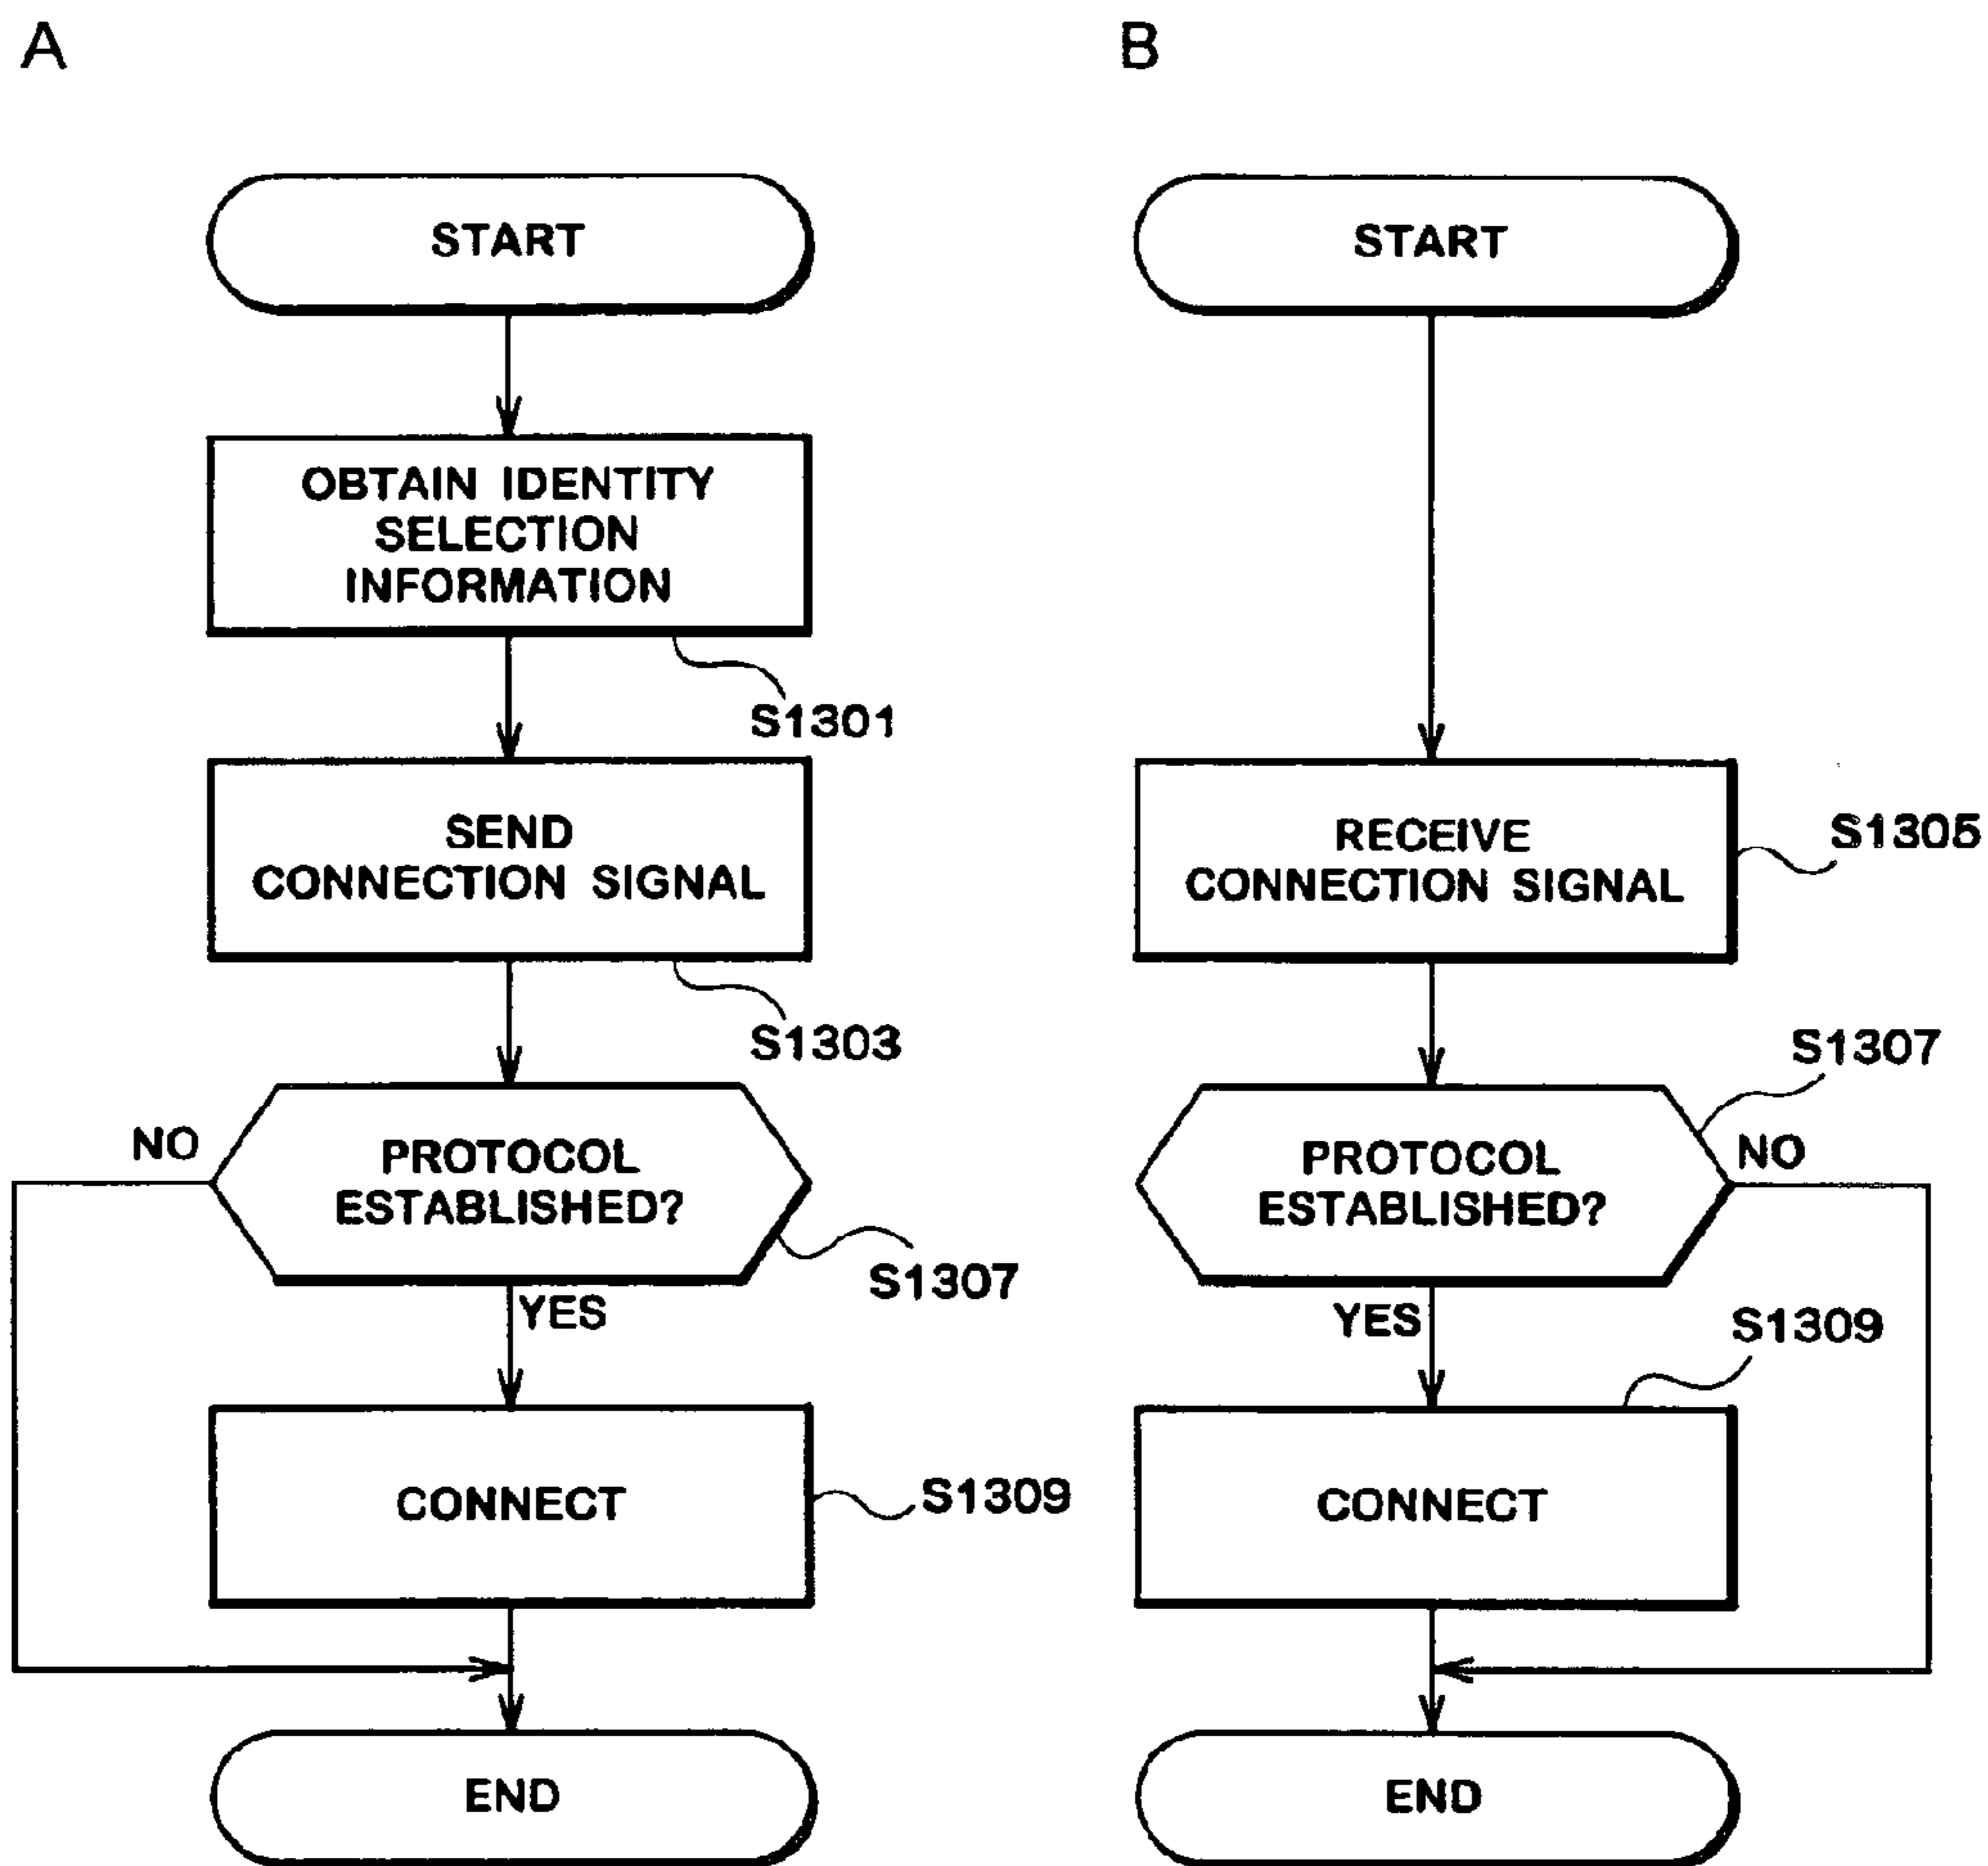 A
START
OBTAIN IDENTITY
SELECTION
INFORMATION
S1301
SEND
CONNECTION SIGNAL
S1303
PROTOCOL
ESTABLISHED?
NO
S1307
YES
CONNECT
S1309
END
B
START
RECEIVE
CONNECTION SIGNAL
S1305
S1307
PROTOCOL
ESTABLISHED?
NO
YES
S1309
CONNECT
END